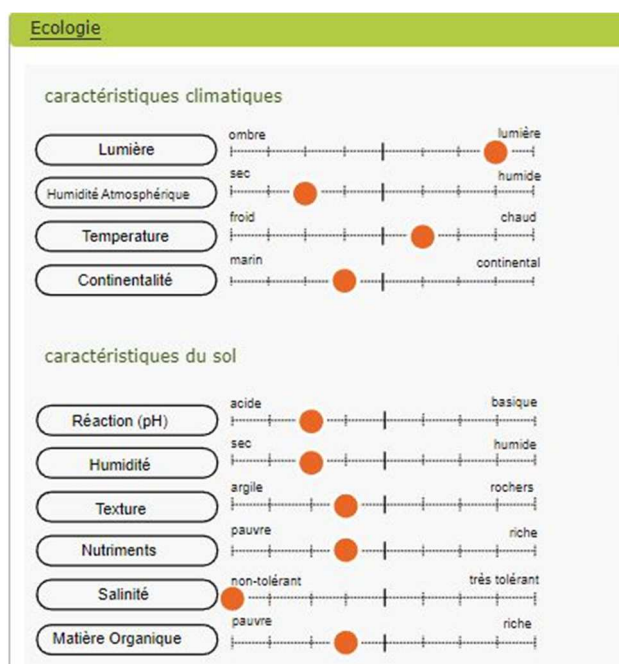 Ecologie
caractéristiques climatiques
ombre lumière
Lumière
sec humide
Humidité Atmosphérique
froid chaud
Temperature
marin continental
Continentalité
caractéristiques du sol
acide basique
Réaction (pH)
sec humide
Humidité
argile rochers
Texture
pauvre riche
Nutriments
non-tolérant très tolérant
Salinité
pauvre riche
Matière Organique